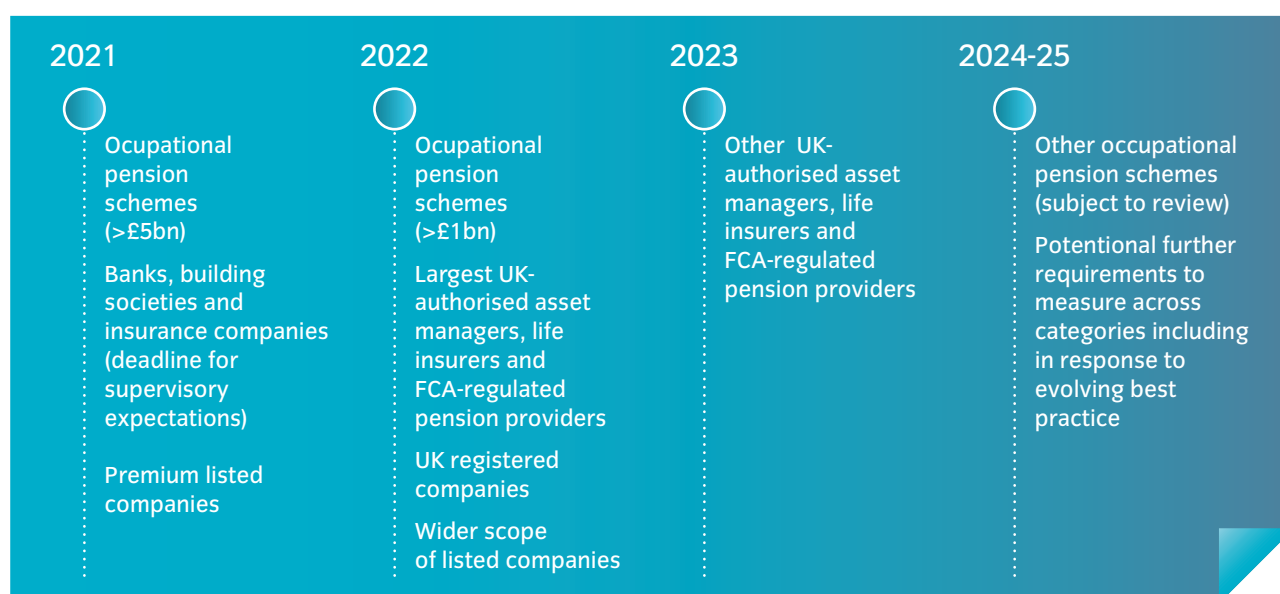 2021
Ocupational
pension
schemes
(>£5bn)
Banks, building
societies and
insurance companies
(deadline for
supervisory
expectations)
Premium listed
companies
2022
Ocupational
pension
schemes
(>£1bn)
Largest UK-
authorised asset
managers, life
insurers and
FCA-regulated
pension providers
UK registered
companies
Wider scope
of listed companies
2023
Other UK-
authorised asset
managers, life
insurers and
FCA-regulated
pension providers
2024-25
Other occupational
pension schemes
(subject to review)
Potentional further
requirements to
measure across
categories including
in response to
evolving best
practice